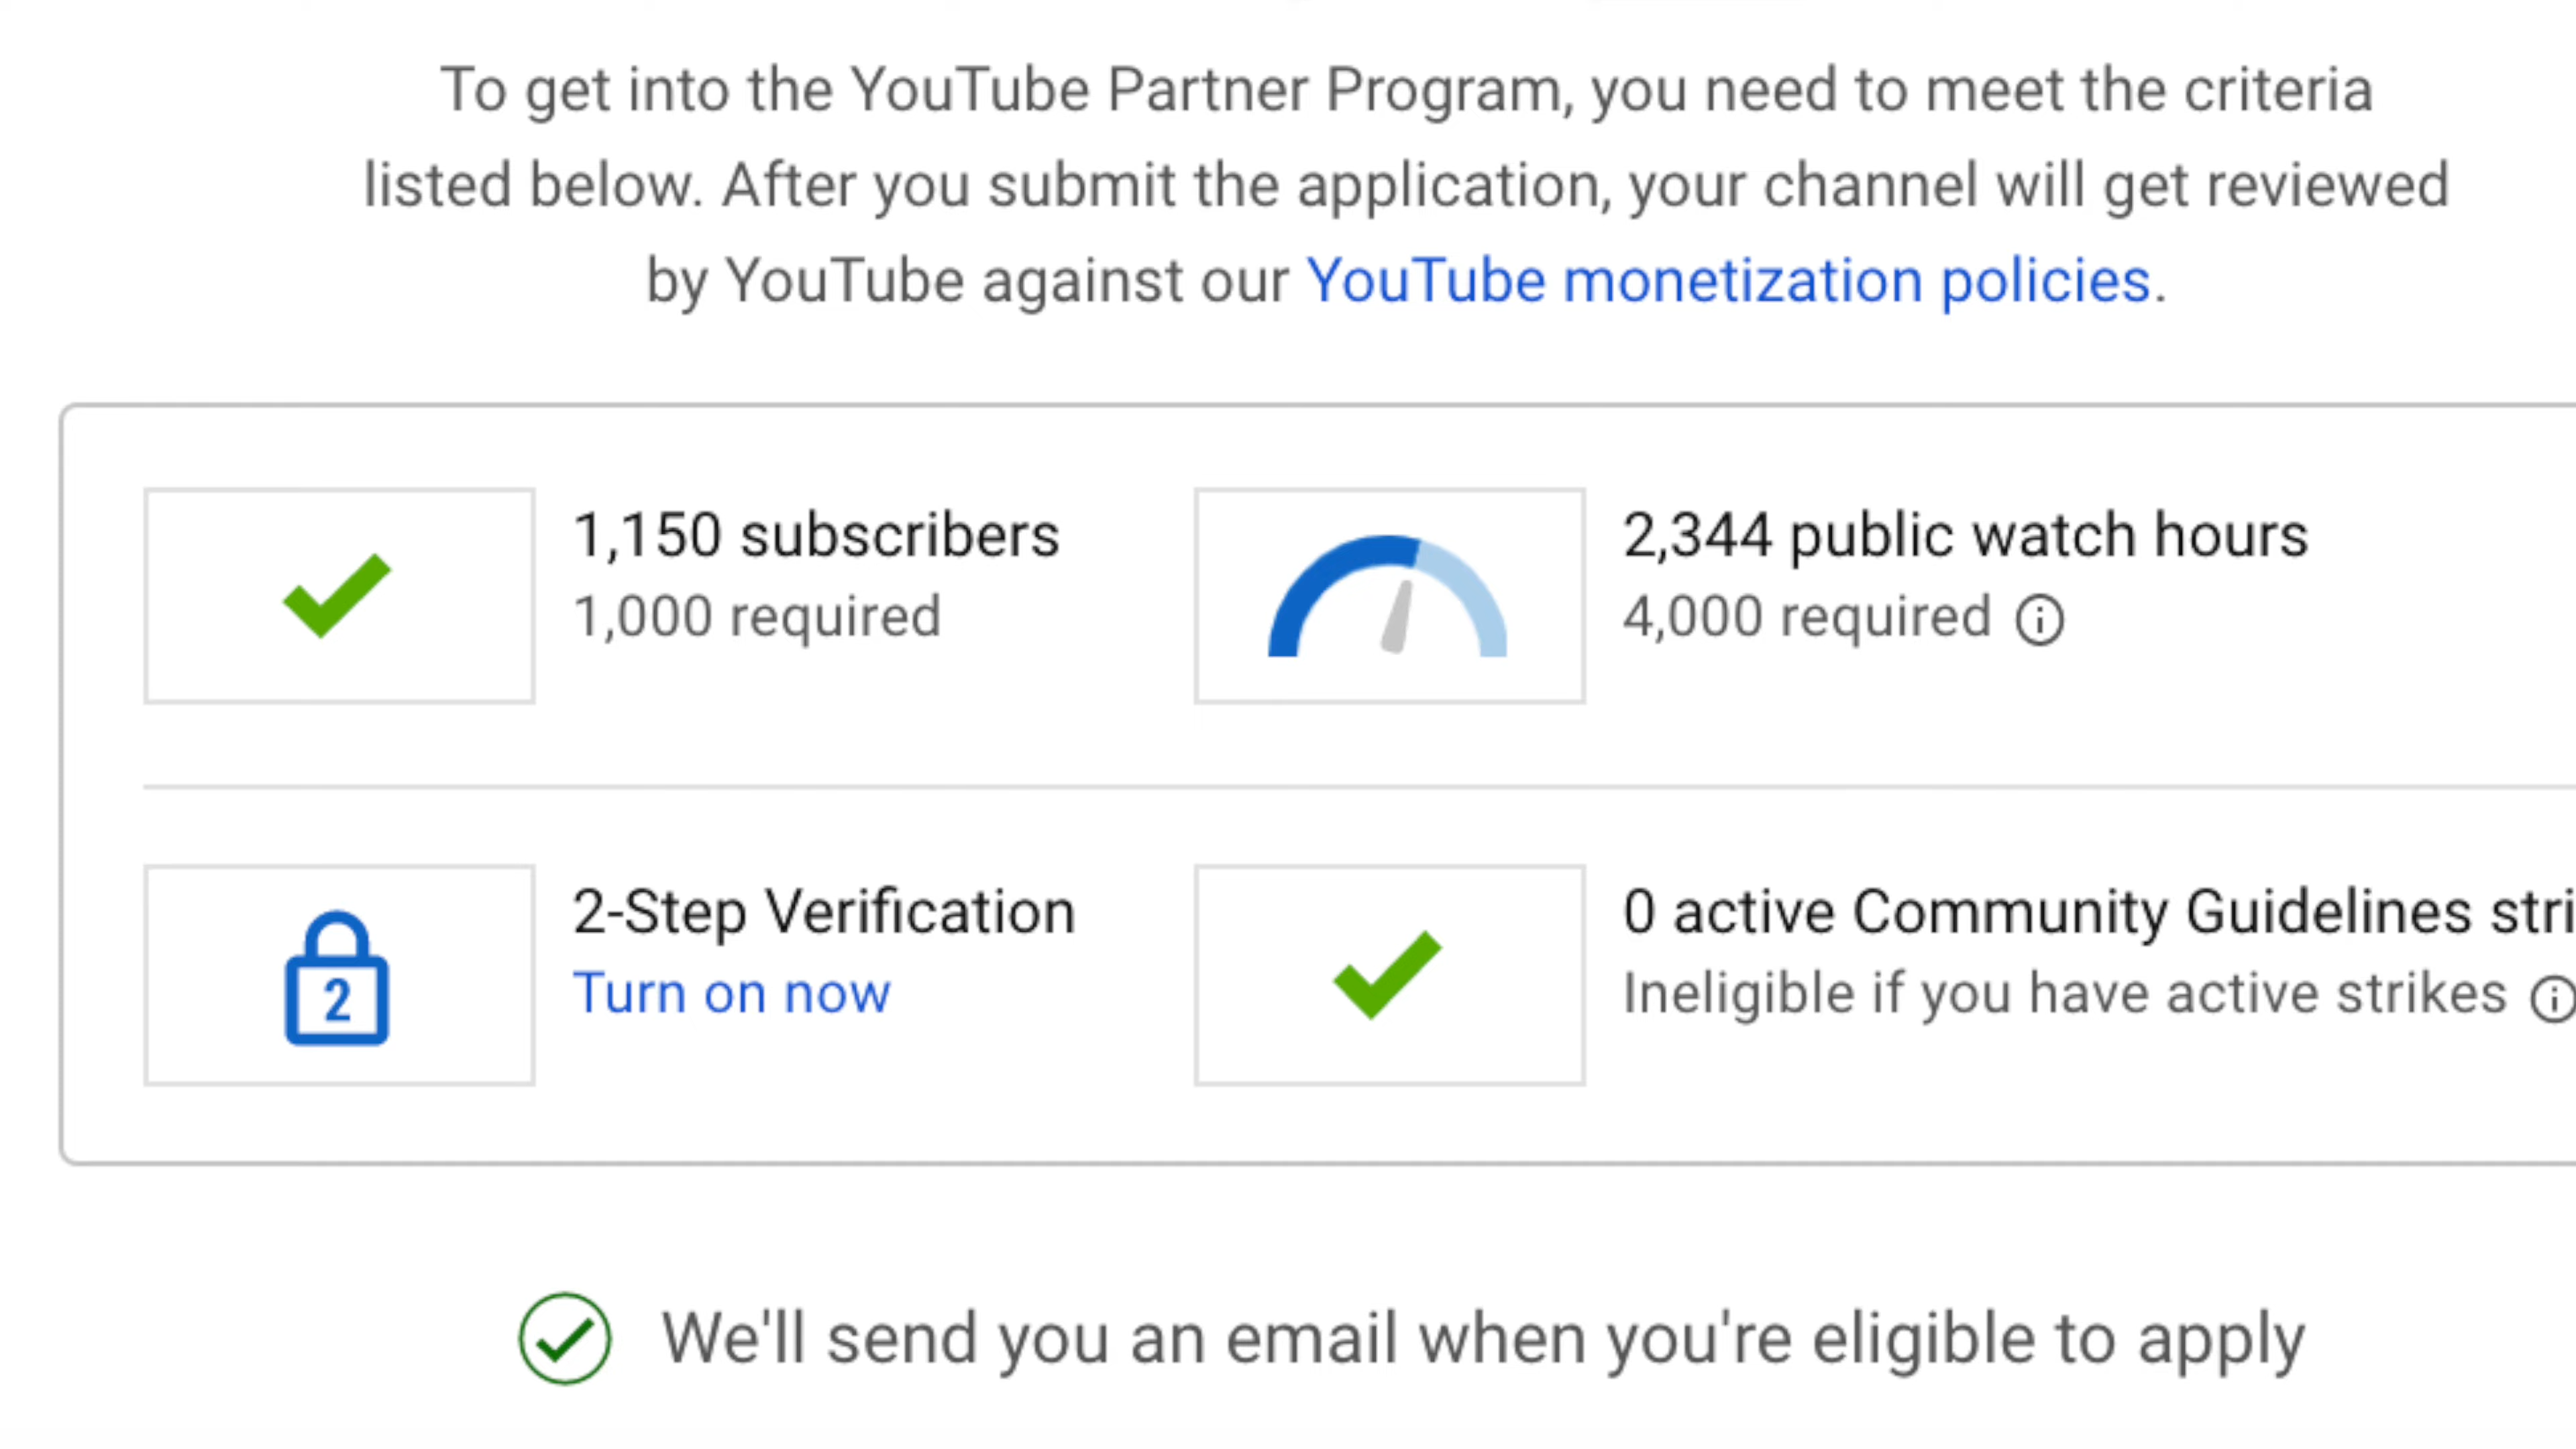 To get into the YouTube Partner Program, you need to meet the criteria
listed below. After you submit the application, your channel will get reviewed
by YouTube against our YouTube monetization policies.
1,150 subscribers
1,000 required
2,344 public watch hours
4,000 required
2
2-Step Verification
Turn on now
0 active Community Guidelines stri
Ineligible if you have active strikes
We'll send you an email when you're eligible to apply